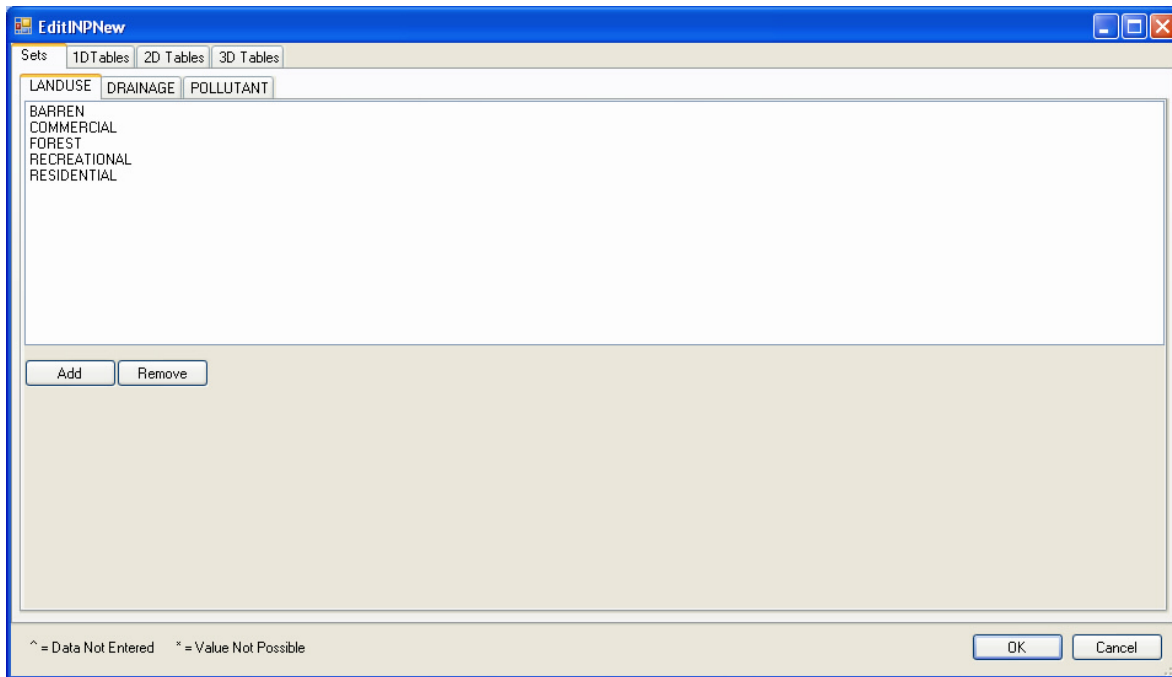 EditINPNew
Sets 1DTables 2D Tables 3D Tables
LANDUSE DRAINAGE POLLUTANT
BARREN
COMMERCIAL
FOREST
RECREATIONAL
RESIDENTIAL
Add Remove
^ = Data Not Entered * = Value Not Possible OK Cancel